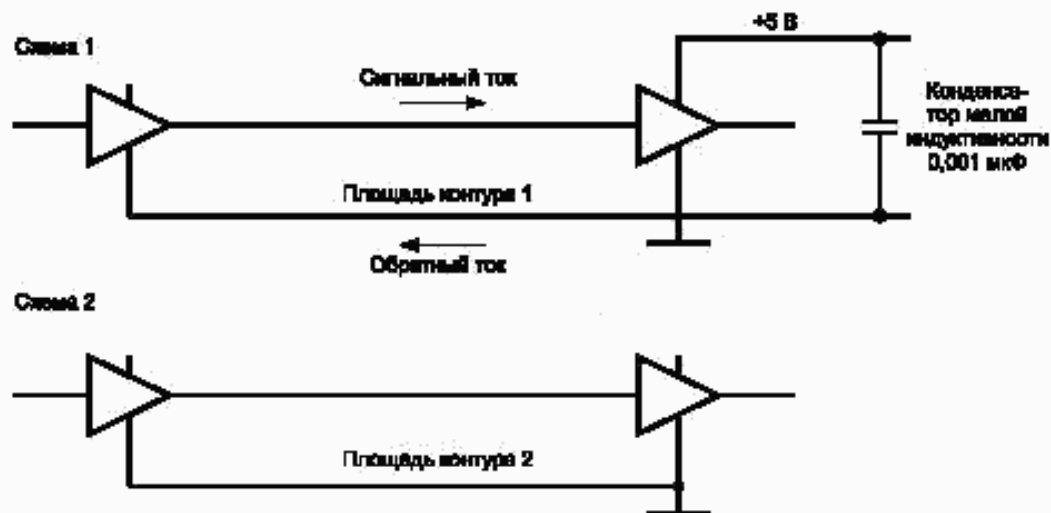 Схема 1
+5 В
Сигнальный ток
Конденса-
тор малой
индуктивности
0,001 мкФ
Площадь контура 1
Обратный ток
Схема 2
Площадь контура 2